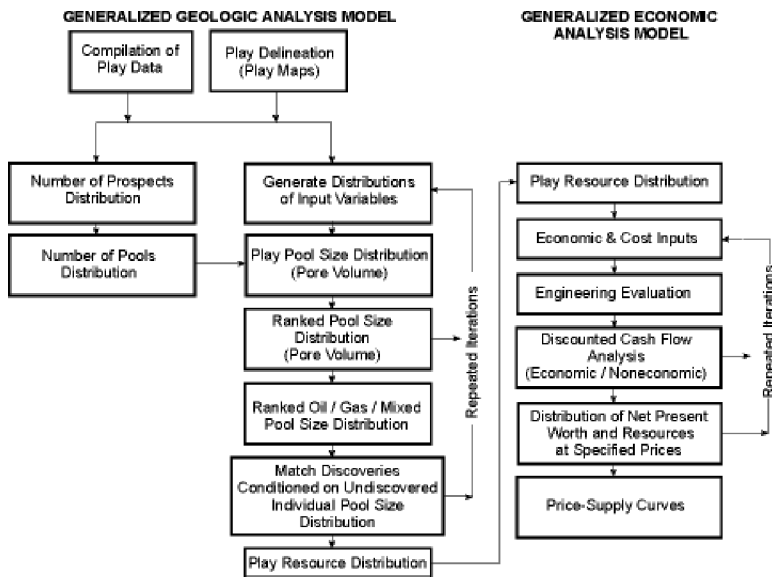 GENERALIZED GEOLOGIC ANALYSIS MODEL
Compilation of
Play Data
Play Delineation
(Play Maps)
Number of Prospects
Distribution
Generate Distributions
of Input Variables
Number of Pools
Distribution
Play Pool Size Distribution
(Pore Volume)
Ranked Pool Size
Distribution
(Pore Volume)
Ranked Oil / Gas / Mixed
Pool Size Distribution
Match Discoveries
Conditioned on Undiscovered
Individual Pool Size
Distribution
Play Resource Distribution
Repeated Iterations
GENERALIZED ECONOMIC
ANALYSIS MODEL
Play Resource Distribution
Economic & Cost Inputs
Engineering Evaluation
Discounted Cash Flow
Analysis
(Economic / Noneconomic)
Distribution of Net Present
Worth and Resources
at Specified Prices
Price-Supply Curves
Repeated Iterations